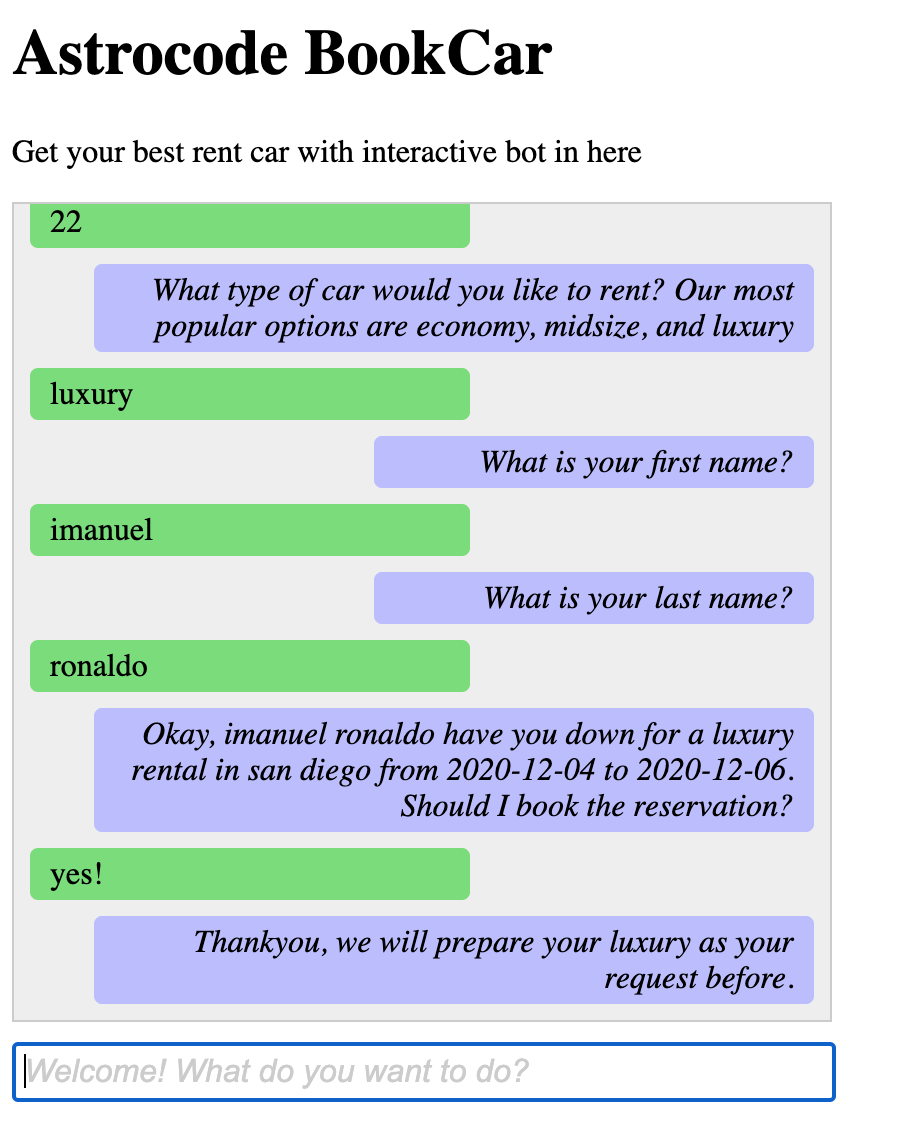 Astrocode BookCar
Get your best rent car with interactive bot in here
22
What type of car would you like to rent? Our most
popular options are economy, midsize, and luxury
luxury
What is your first name?
imanuel
What is your last name?
ronaldo
Okay, imanuel ronaldo have you down for a luxury
rental in san diego from 2020-12-04 to 2020-12-06.
Should I book the reservation?
yes!
Thankyou, we will prepare your luxury as your
request before.
Welcome! What do you want to do?